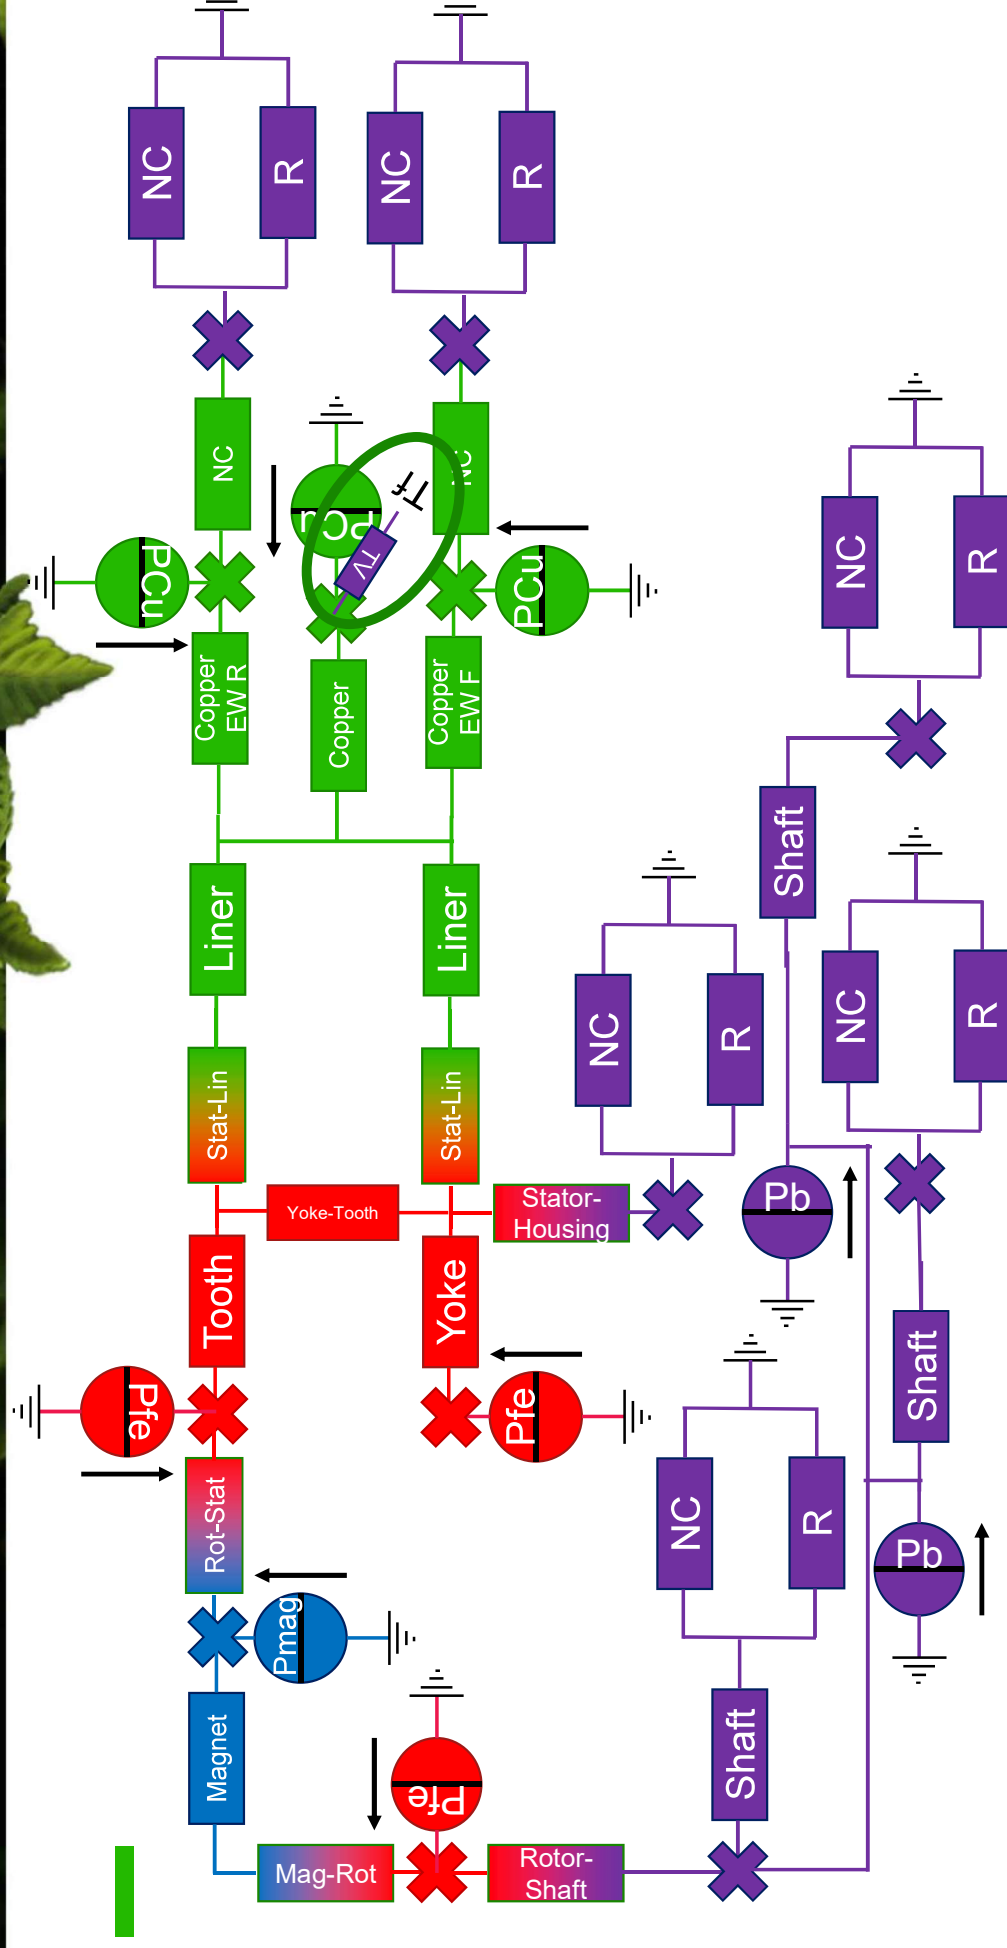 NC
R
NC
R
NC
NC
PCu
PCu
PCu
TV
Tf
Copper
EW R
Copper
Copper
EW F
NC
R
Shaft
Liner
Liner
NC
R
NC
R
Stat-Lin
Stat-Lin
Yoke-Tooth
Stator-
Housing
Pb
Tooth
Yoke
Shaft
Pfe
Pfe
Rot-Stat
NC
R
Pb
Pmag
Magnet
Shaft
Pfe
Mag-Rot
Rotor-
Shaft